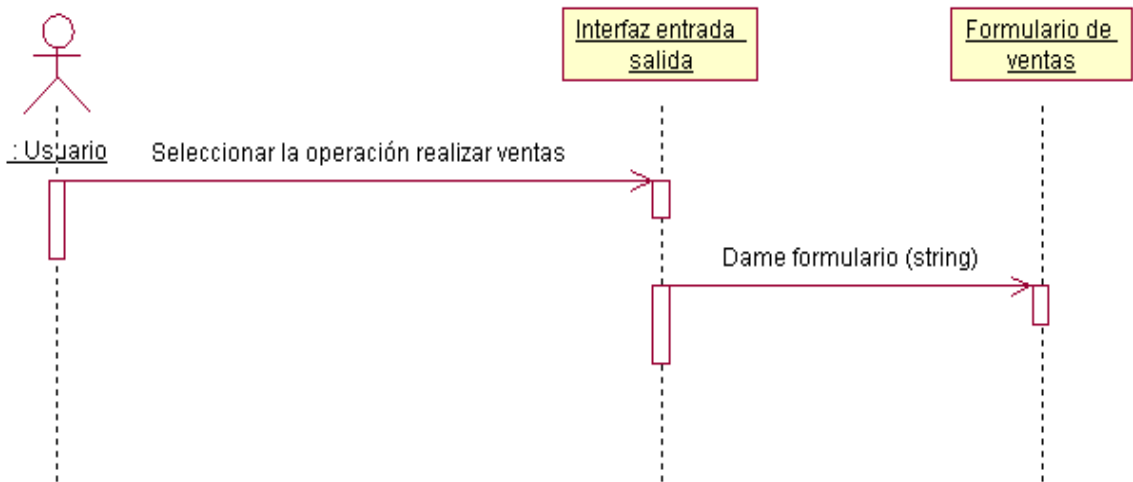 Interfaz entrada
salida
Formulario de
ventas
: Usuario
Seleccionar la operación realizar ventas
Dame formulario (string)